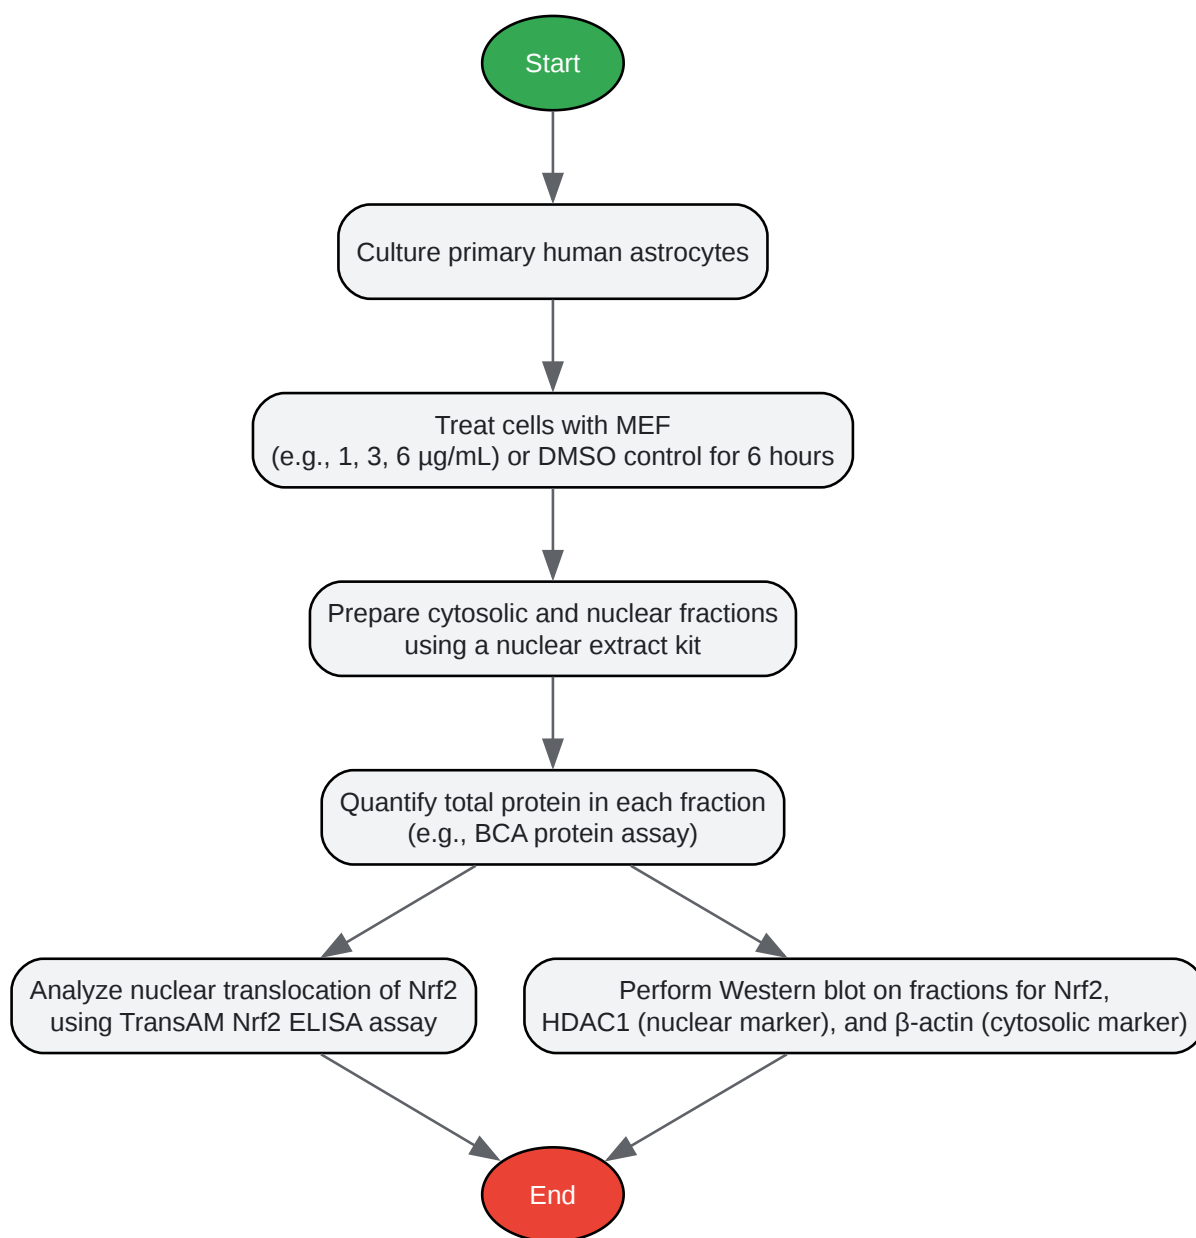 Start
Culture primary human astrocytes
Treat cells with MEF
(e.g., 1, 3, 6 µg/mL) or DMSO control for 6 hours
Prepare cytosolic and nuclear fractions
using a nuclear extract kit
Quantify total protein in each fraction
(e.g., BCA protein assay)
Analyze nuclear translocation of Nrf2
using TransAM Nrf2 ELISA assay
Perform Western blot on fractions for Nrf2,
HDAC1 (nuclear marker), and β-actin (cytosolic marker)
End